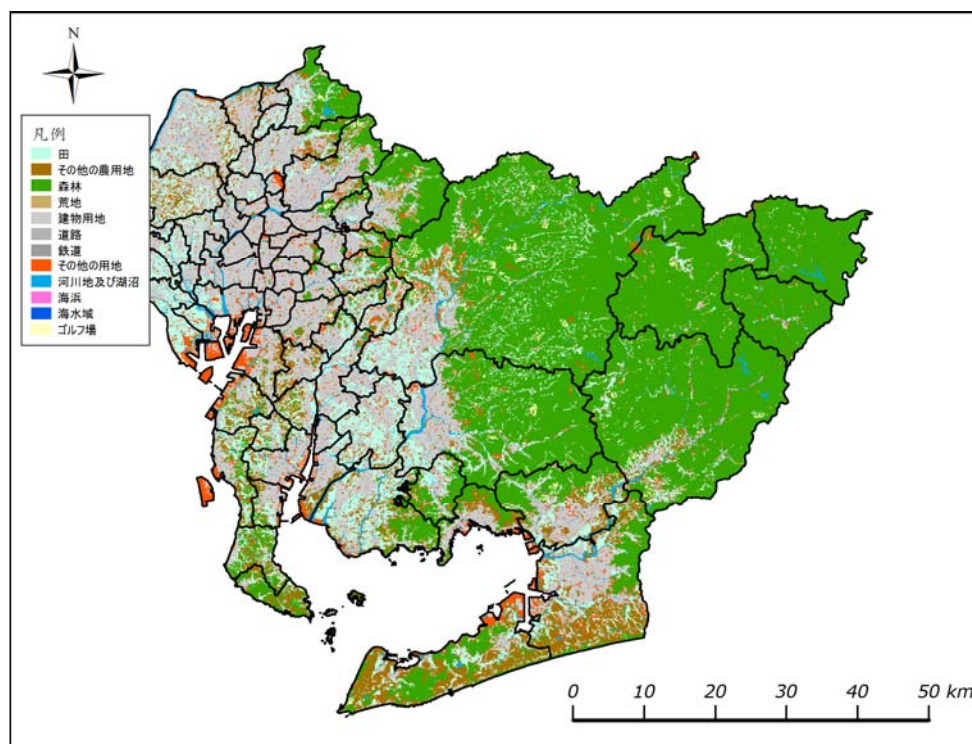 N
凡例
田
その他の農用地
森林
荒地
建物用地
道路
鉄道
その他の用地
河川地及び湖沼
海浜
海水域
ゴルフ場
0 10 20 30 40 50 km